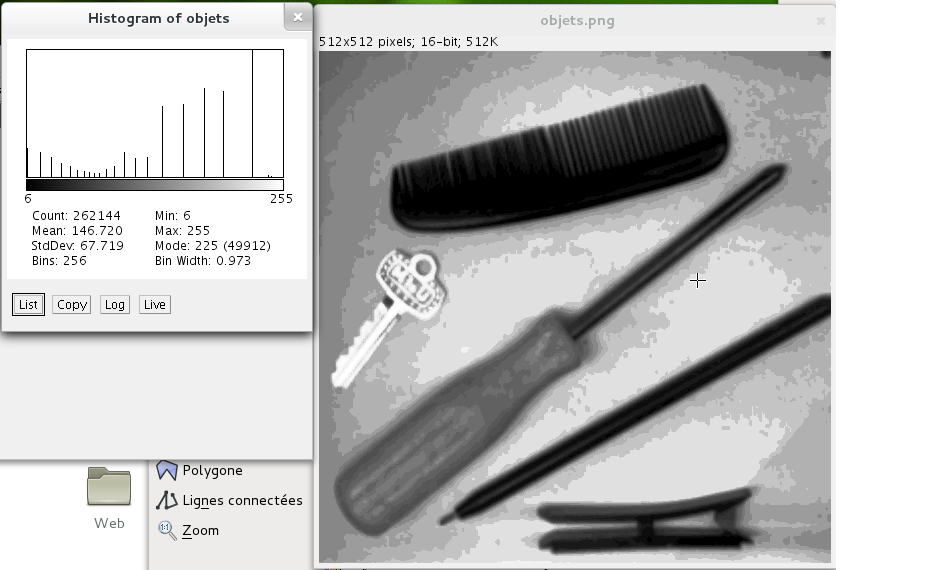 Histogram of objets
6
255
Count: 262144
Min: 6
Mean: 146.720
Max: 255
StdDev: 67.719
Mode: 225 (49912)
Bins: 256
Bin Width: 0.973
List
Copy
Log
Live
objets.png
512x512 pixels; 16-bit; 512K
Web
Polygone
Lignes connectées
Zoom